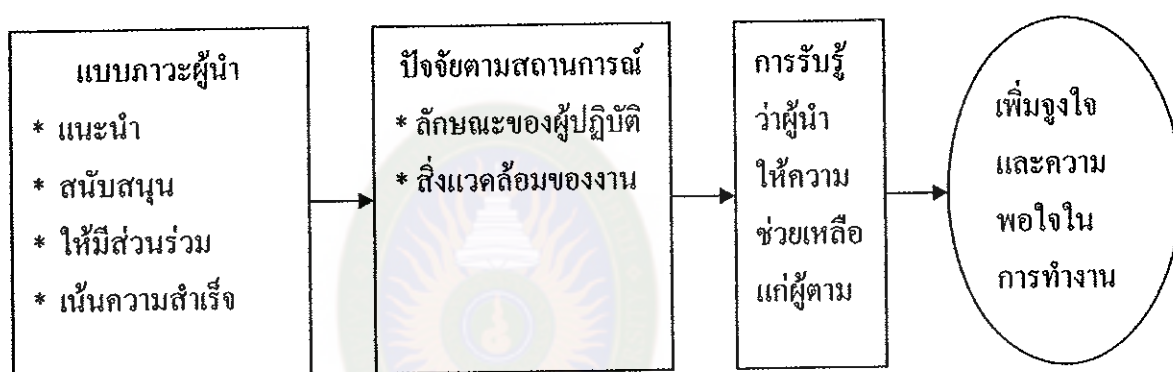 แบบภาวะผู้นำ
* แนะนำ
* สนับสนุน
* ให้มีส่วนร่วม
* เน้นความสำเร็จ
ปัจจัยตามสถานการณ์
* ลักษณะของผู้ปฏิบัติ
* สิ่งแวดล้อมของงาน
การรับรู้
ว่าผู้นำ
ให้ความ
ช่วยเหลือ
แก่ผู้ตาม
เพิ่มจูงใจ
และความ
พอใจใน
การทำงาน